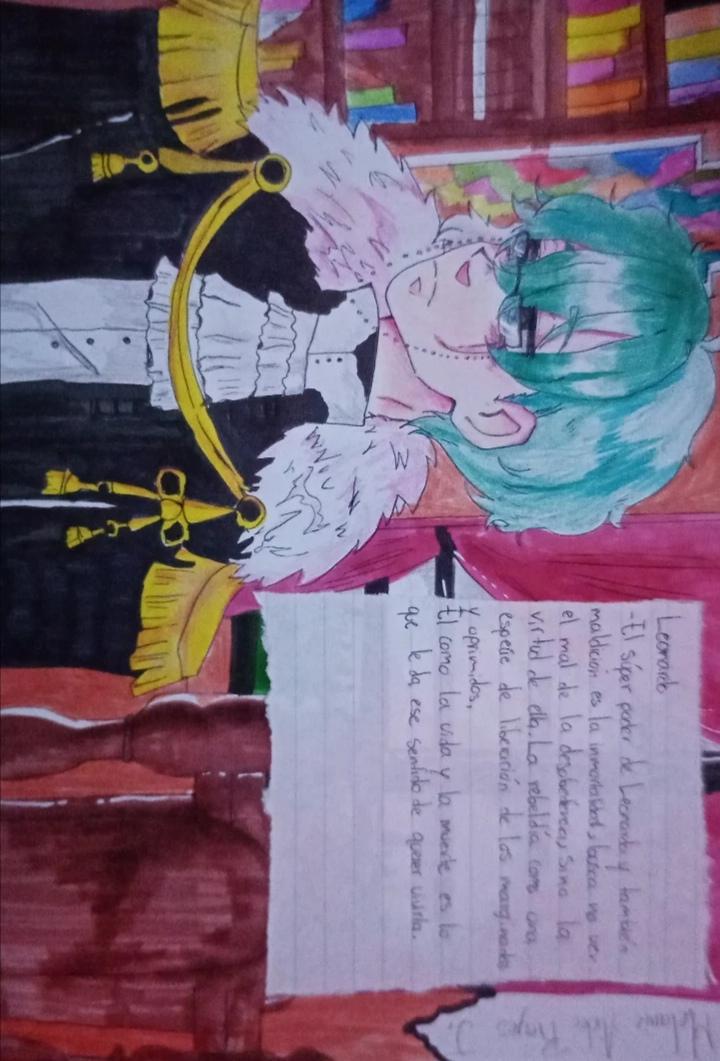 Leonardo
-El súper poder de Leonardo y también
maldición es la inmortalidad, busca no ver
el mal de la desobediencia, sino la
virtud de ella. La rebeldía como una
especie de liberación de los marginados
y oprimidos,
El como la vida y la muerte es lo
que le da ese sentido de querer vivirla.
Melanie Reyes J.